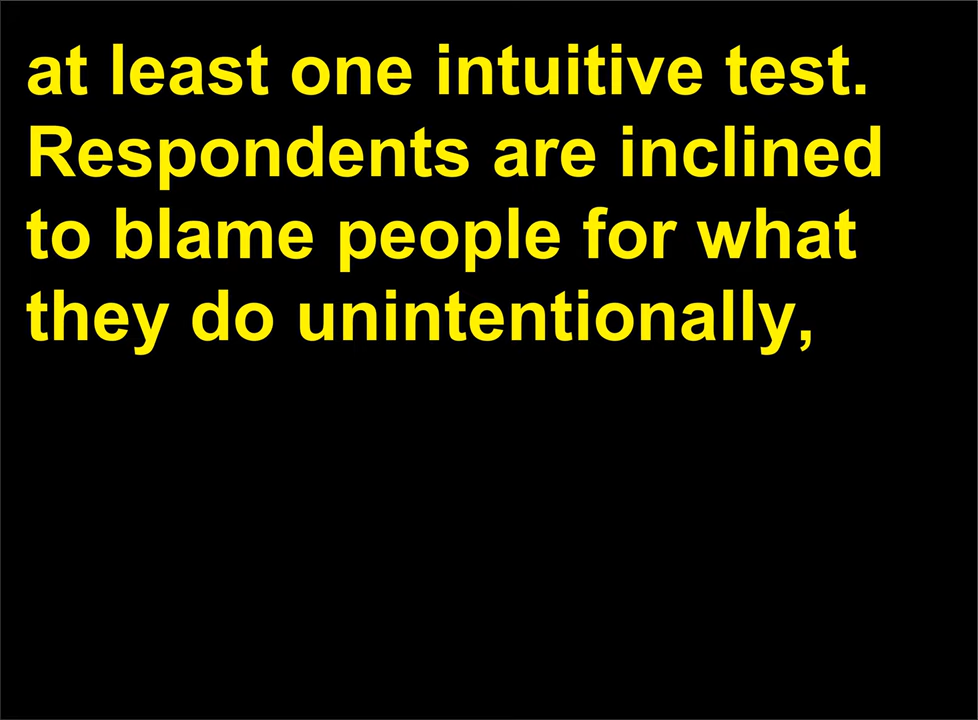 at least one intuitive test.
Respondents are inclined
to blame people for what
they do unintentionally,